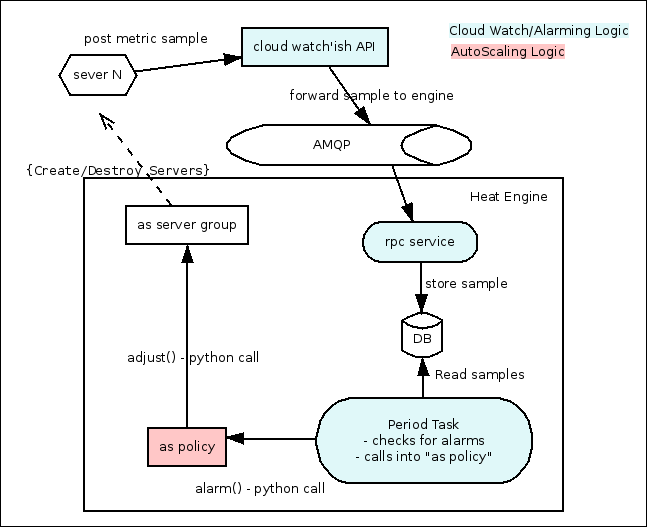 Cloud Watch/Alarming Logic
AutoScaling Logic
post metric sample
cloud watch'ish API
sever N
forward sample to engine
AMQP
{Create/Destroy Servers}
Heat Engine
as server group
rpc service
store sample
DB
adjust() - python call
Read samples
Period Task
- checks for alarms
- calls into "as policy"
as policy
alarm() - python call